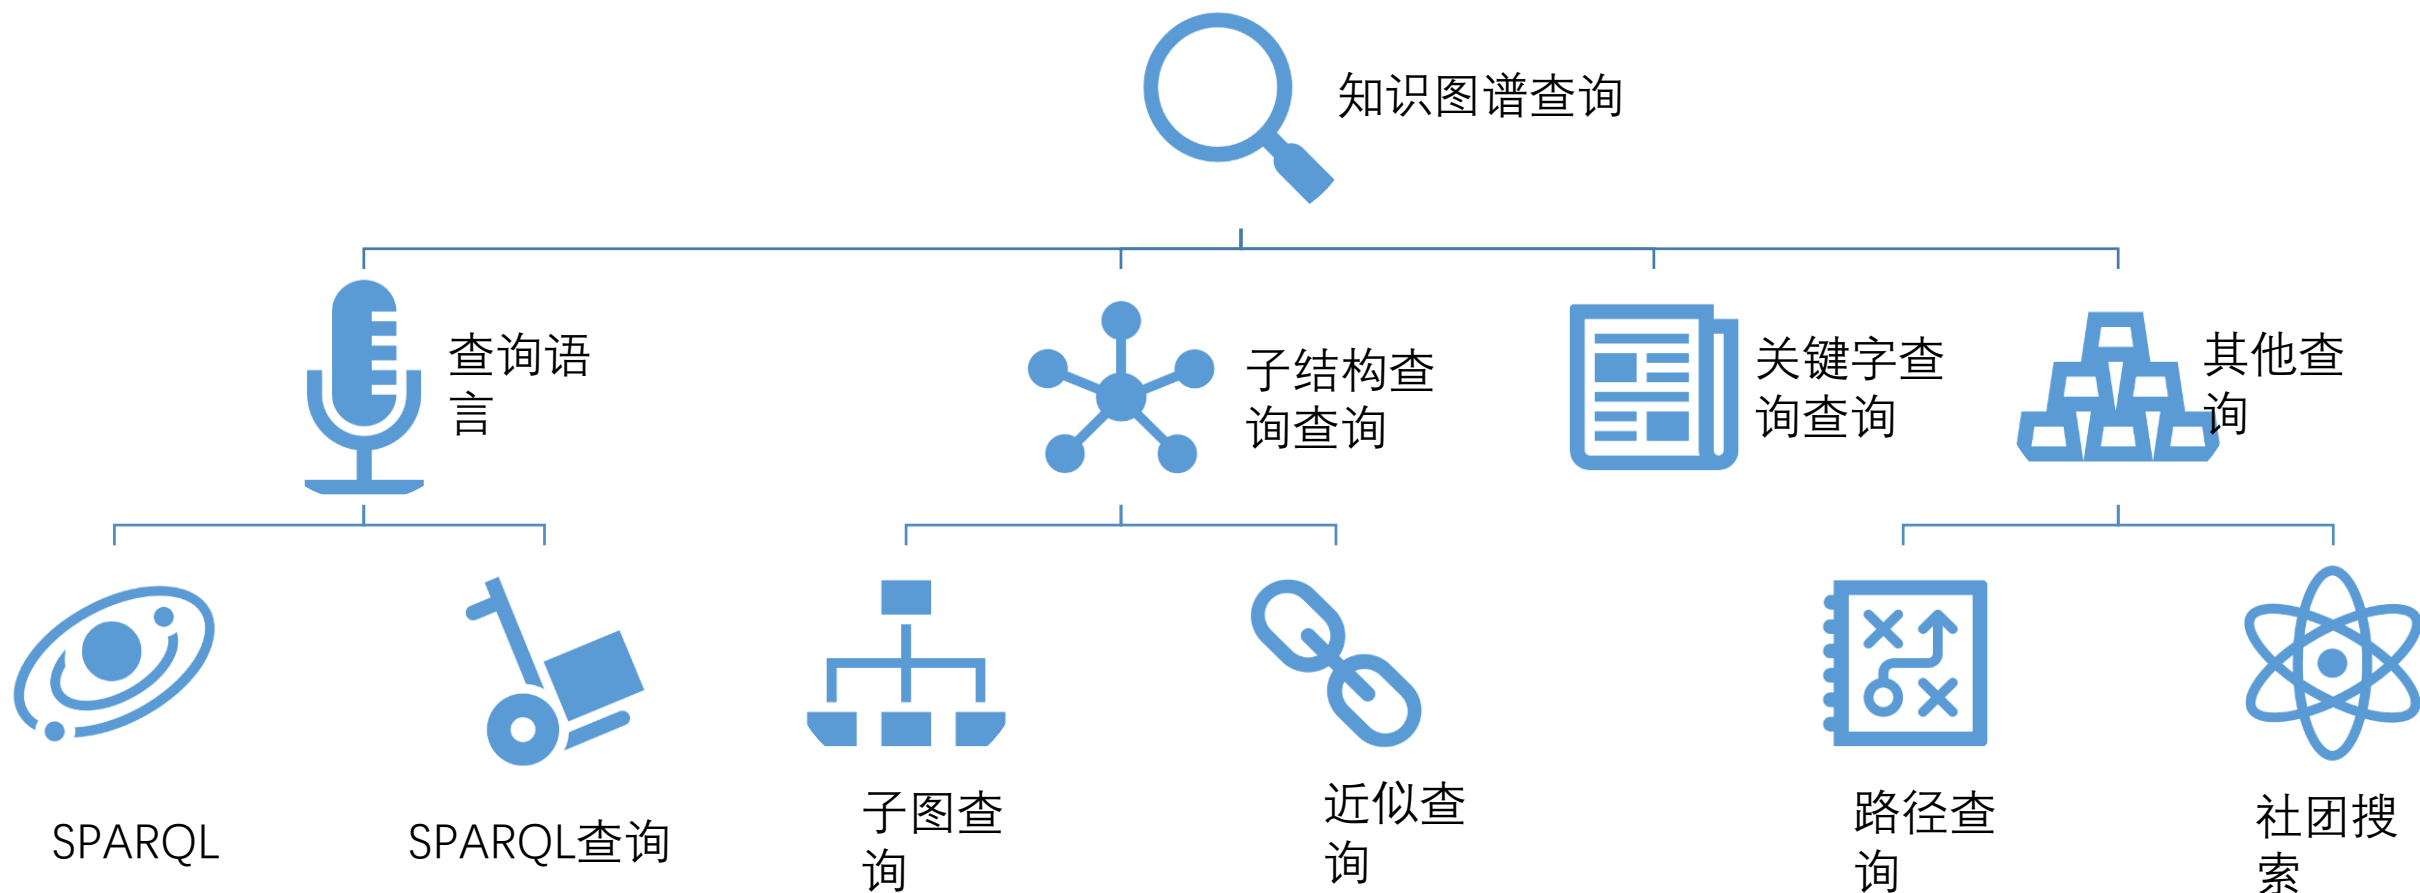 知识图谱查询
查询语
言
子结构查
询查询
关键字查
询查询
其他查
询
SPARQL
SPARQL查询
子图查
询
近似查
询
路径查
询
社团搜
索